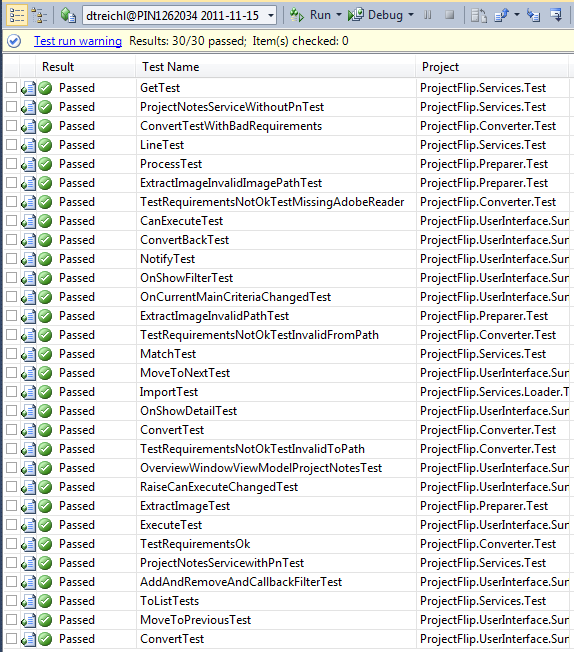 dtreichl@PIN1262034 2011-11-15 Run Debug
Test run warning Results: 30/30 passed; Item(s) checked: 0
Result Test Name Project
Passed GetTest ProjectFlip.Services.Test
Passed ProjectNotesServiceWithoutPnTest ProjectFlip.Services.Test
Passed ConvertTestWithBadRequirements ProjectFlip.Converter.Test
Passed LineTest ProjectFlip.Services.Test
Passed ProcessTest ProjectFlip.Preparer.Test
Passed ExtractImageInvalidImagePathTest ProjectFlip.Preparer.Test
Passed TestRequirementsNotOkTestMissingAdobeReader ProjectFlip.Converter.Test
Passed CanExecuteTest ProjectFlip.UserInterface.Sur
Passed ConvertBackTest ProjectFlip.UserInterface.Sur
Passed NotifyTest ProjectFlip.UserInterface.Sur
Passed OnShowFilterTest ProjectFlip.UserInterface.Sur
Passed OnCurrentMainCriteriaChangedTest ProjectFlip.UserInterface.Sur
Passed ExtractImageInvalidPathTest ProjectFlip.Preparer.Test
Passed TestRequirementsNotOkTestInvalidFromPath ProjectFlip.Converter.Test
Passed MatchTest ProjectFlip.Services.Test
Passed MoveToNextTest ProjectFlip.UserInterface.Sur
Passed ImportTest ProjectFlip.Services.Loader.T
Passed OnShowDetailTest ProjectFlip.UserInterface.Sur
Passed ConvertTest ProjectFlip.Converter.Test
Passed TestRequirementsNotOkTestInvalidToPath ProjectFlip.Converter.Test
Passed OverviewWindowViewModelProjectNotesTest ProjectFlip.UserInterface.Sur
Passed RaiseCanExecuteChangedTest ProjectFlip.UserInterface.Sur
Passed ExtractImageTest ProjectFlip.Preparer.Test
Passed ExecuteTest ProjectFlip.UserInterface.Sur
Passed TestRequirementsOk ProjectFlip.Converter.Test
Passed ProjectNotesServicewithPnTest ProjectFlip.Services.Test
Passed AddAndRemoveAndCallbackFilterTest ProjectFlip.UserInterface.Sur
Passed ToListTests ProjectFlip.Services.Test
Passed MoveToPreviousTest ProjectFlip.UserInterface.Sur
Passed ConvertTest ProjectFlip.UserInterface.Sur